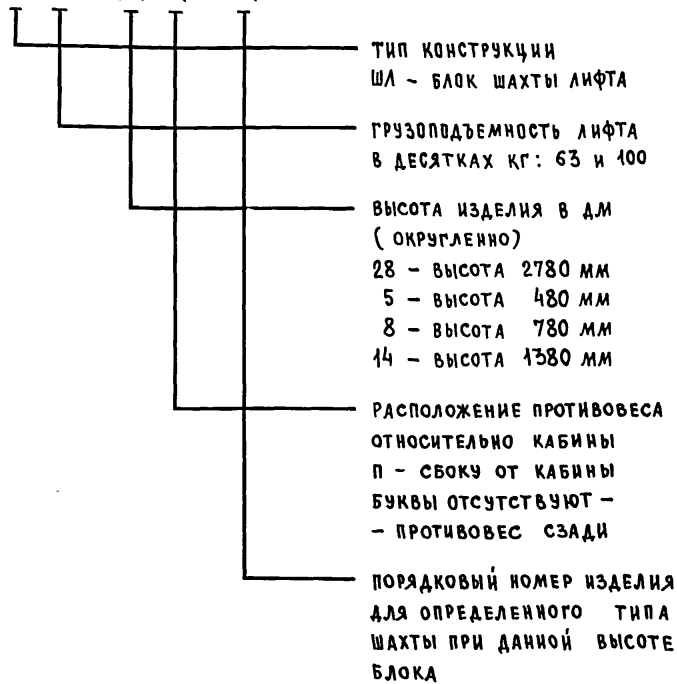 ТИП КОНСТРУКЦИИ
ШЛ – БЛОК ШАХТЫ ЛИФТА
ГРУЗОПОДЪЕМНОСТЬ ЛИФТА
В ДЕСЯТКАХ КГ: 63 И 100
ВЫСОТА ИЗДЕЛИЯ В ДМ
(ОКРУГЛЕННО)
28 – ВЫСОТА 2780 ММ
5 – ВЫСОТА 480 ММ
8 – ВЫСОТА 780 ММ
14 – ВЫСОТА 1380 ММ
РАСПОЛОЖЕНИЕ ПРОТИВОВЕСА
ОТНОСИТЕЛЬНО КАБИНЫ
П – СБОКУ ОТ КАБИНЫ
БУКВЫ ОТСУТСТВУЮТ –
– ПРОТИВОВЕС СЗАДИ
ПОРЯДКОВЫЙ НОМЕР ИЗДЕЛИЯ
ДЛЯ ОПРЕДЕЛЕННОГО ТИПА
ШАХТЫ ПРИ ДАННОЙ ВЫСОТЕ
БЛОКА